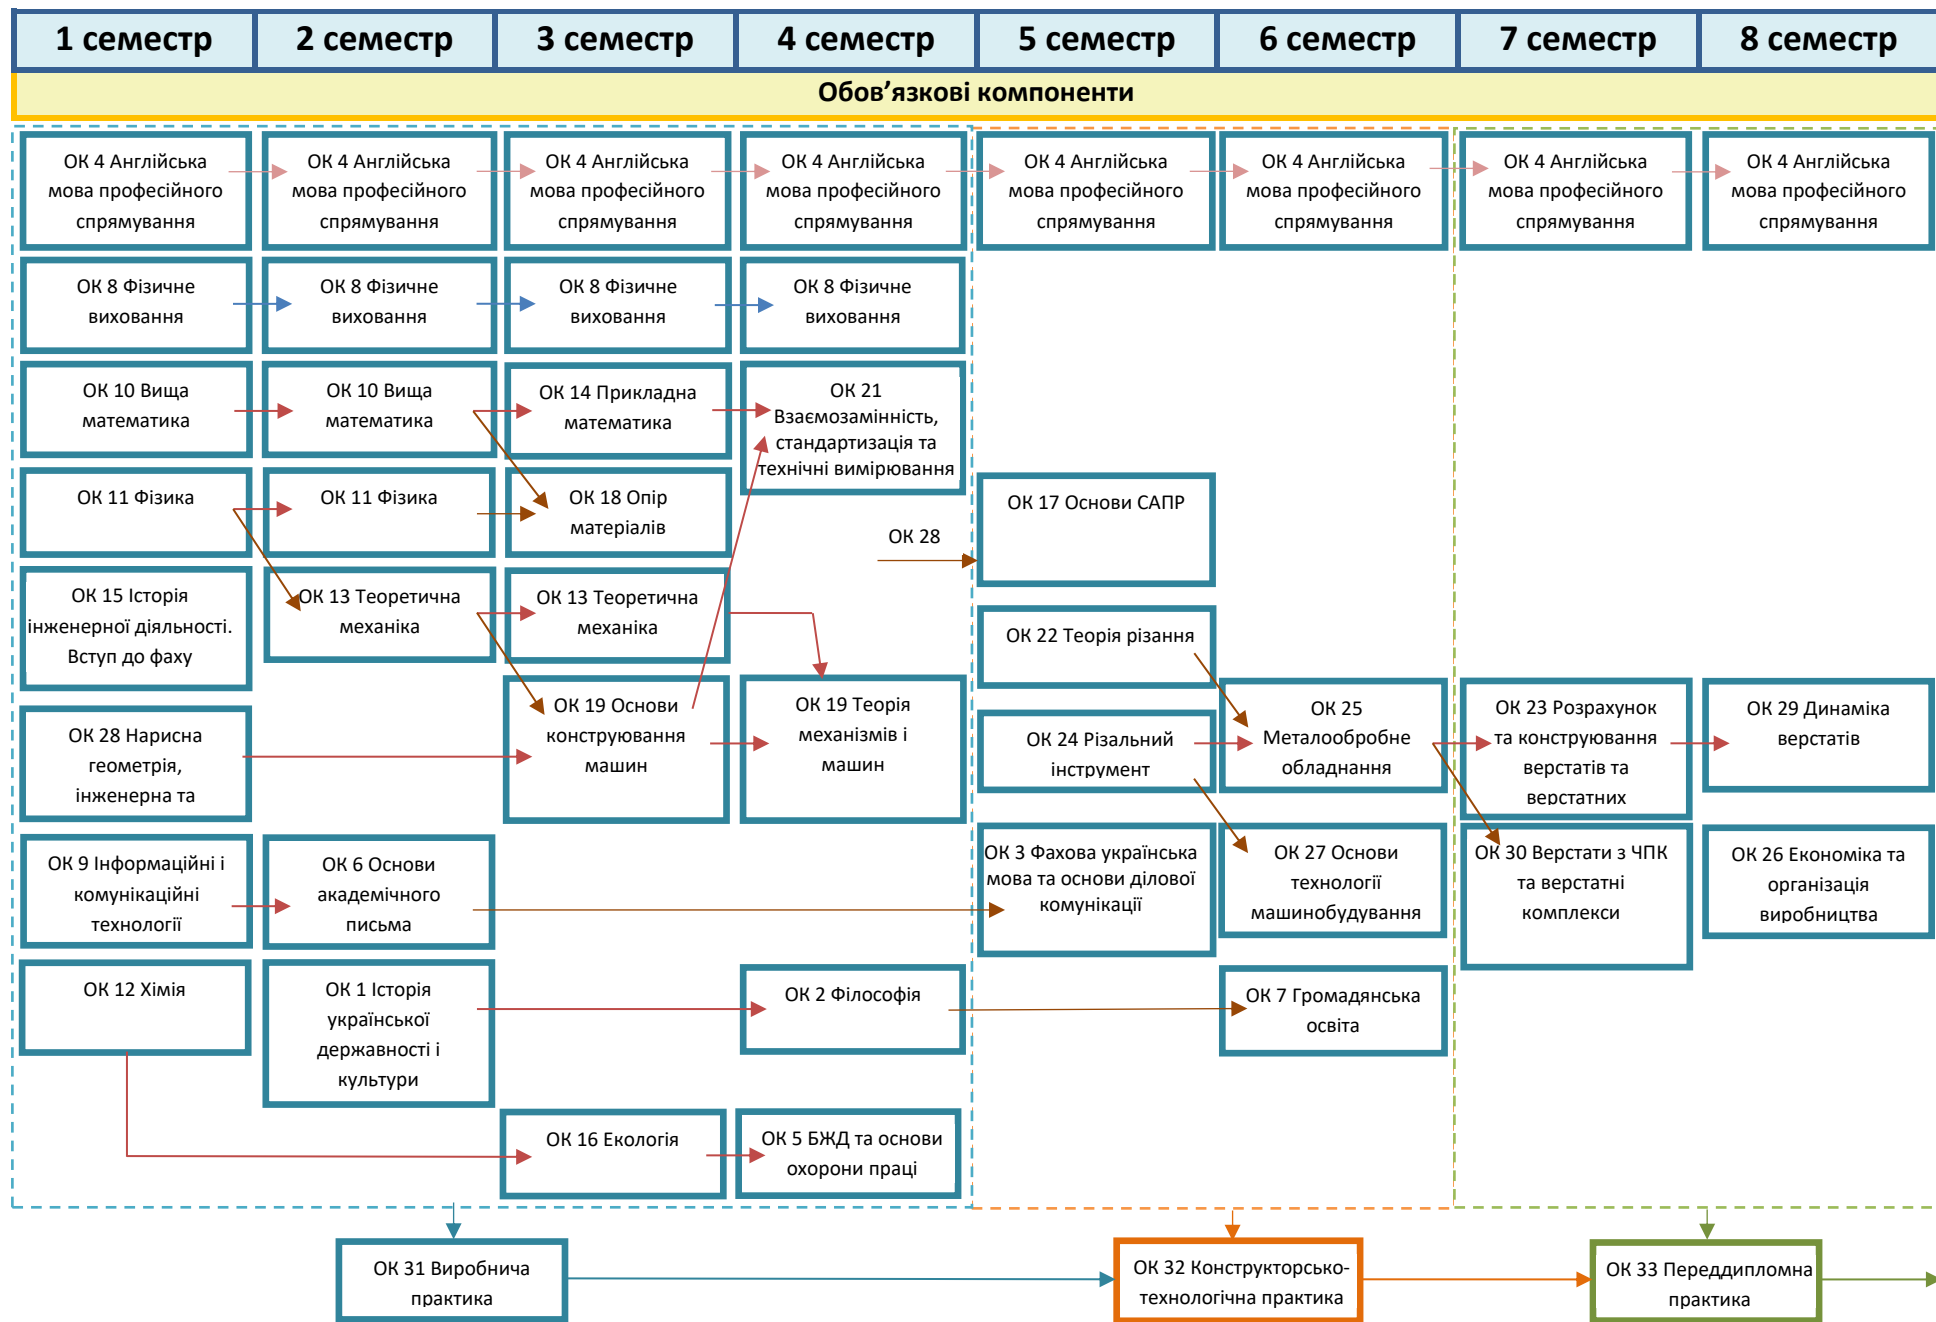 1 семестр
2 семестр
3 семестр
4 семестр
5 семестр
6 семестр
7 семестр
8 семестр
Обов’язкові компоненти
ОК 4 Англійська
мова професійного
спрямування
ОК 4 Англійська
мова професійного
спрямування
ОК 4 Англійська
мова професійного
спрямування
ОК 4 Англійська
мова професійного
спрямування
ОК 4 Англійська
мова професійного
спрямування
ОК 4 Англійська
мова професійного
спрямування
ОК 4 Англійська
мова професійного
спрямування
ОК 4 Англійська
мова професійного
спрямування
ОК 8 Фізичне
виховання
ОК 8 Фізичне
виховання
ОК 8 Фізичне
виховання
ОК 8 Фізичне
виховання
ОК 10 Вища
математика
ОК 10 Вища
математика
ОК 14 Прикладна
математика
ОК 21
Взаємозамінність,
стандартизація та
технічні вимірювання
ОК 11 Фізика
ОК 11 Фізика
ОК 18 Опір
матеріалів
ОК 28
ОК 17 Основи САПР
ОК 15 Історія
інженерної діяльності.
Вступ до фаху
ОК 13 Теоретична
механіка
ОК 13 Теоретична
механіка
ОК 22 Теорія різання
ОК 28 Нарисна
геометрія,
інженерна та
ОК 19 Основи
конструювання
машин
ОК 19 Теорія
механізмів і
машин
ОК 24 Різальний
інструмент
ОК 25
Металообробне
обладнання
ОК 23 Розрахунок
та конструювання
верстатів та
верстатних
ОК 29 Динаміка
верстатів
ОК 9 Інформаційні і
комунікаційні
технології
ОК 6 Основи
академічного
письма
ОК 3 Фахова українська
мова та основи ділової
комунікації
ОК 27 Основи
технології
машинобудування
ОК 30 Верстати з ЧПК
та верстатні
комплекси
ОК 26 Економіка та
організація
виробництва
ОК 12 Хімія
ОК 1 Історія
української
державності і
культури
ОК 2 Філософія
ОК 7 Громадянська
освіта
ОК 16 Екологія
ОК 5 БЖД та основи
охорони праці
ОК 31 Виробнича
практика
ОК 32 Конструкторсько-
технологічна практика
ОК 33 Переддипломна
практика